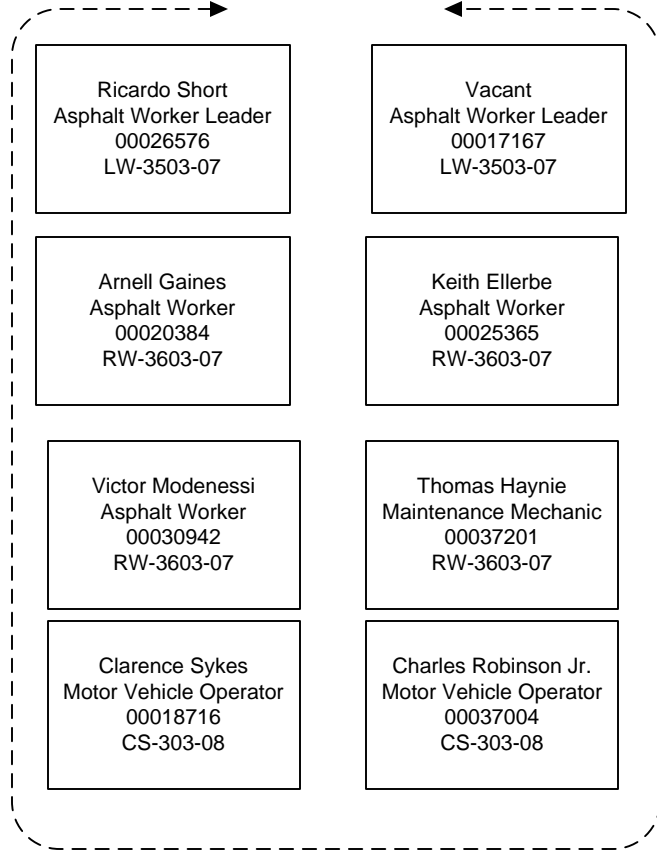 Ricardo Short
Asphalt Worker Leader
00026576
LW-3503-07
Vacant
Asphalt Worker Leader
00017167
LW-3503-07
Arnell Gaines
Asphalt Worker
00020384
RW-3603-07
Keith Ellerbe
Asphalt Worker
00025365
RW-3603-07
Victor Modenessi
Asphalt Worker
00030942
RW-3603-07
Thomas Haynie
Maintenance Mechanic
00037201
RW-3603-07
Clarence Sykes
Motor Vehicle Operator
00018716
CS-303-08
Charles Robinson Jr.
Motor Vehicle Operator
00037004
CS-303-08